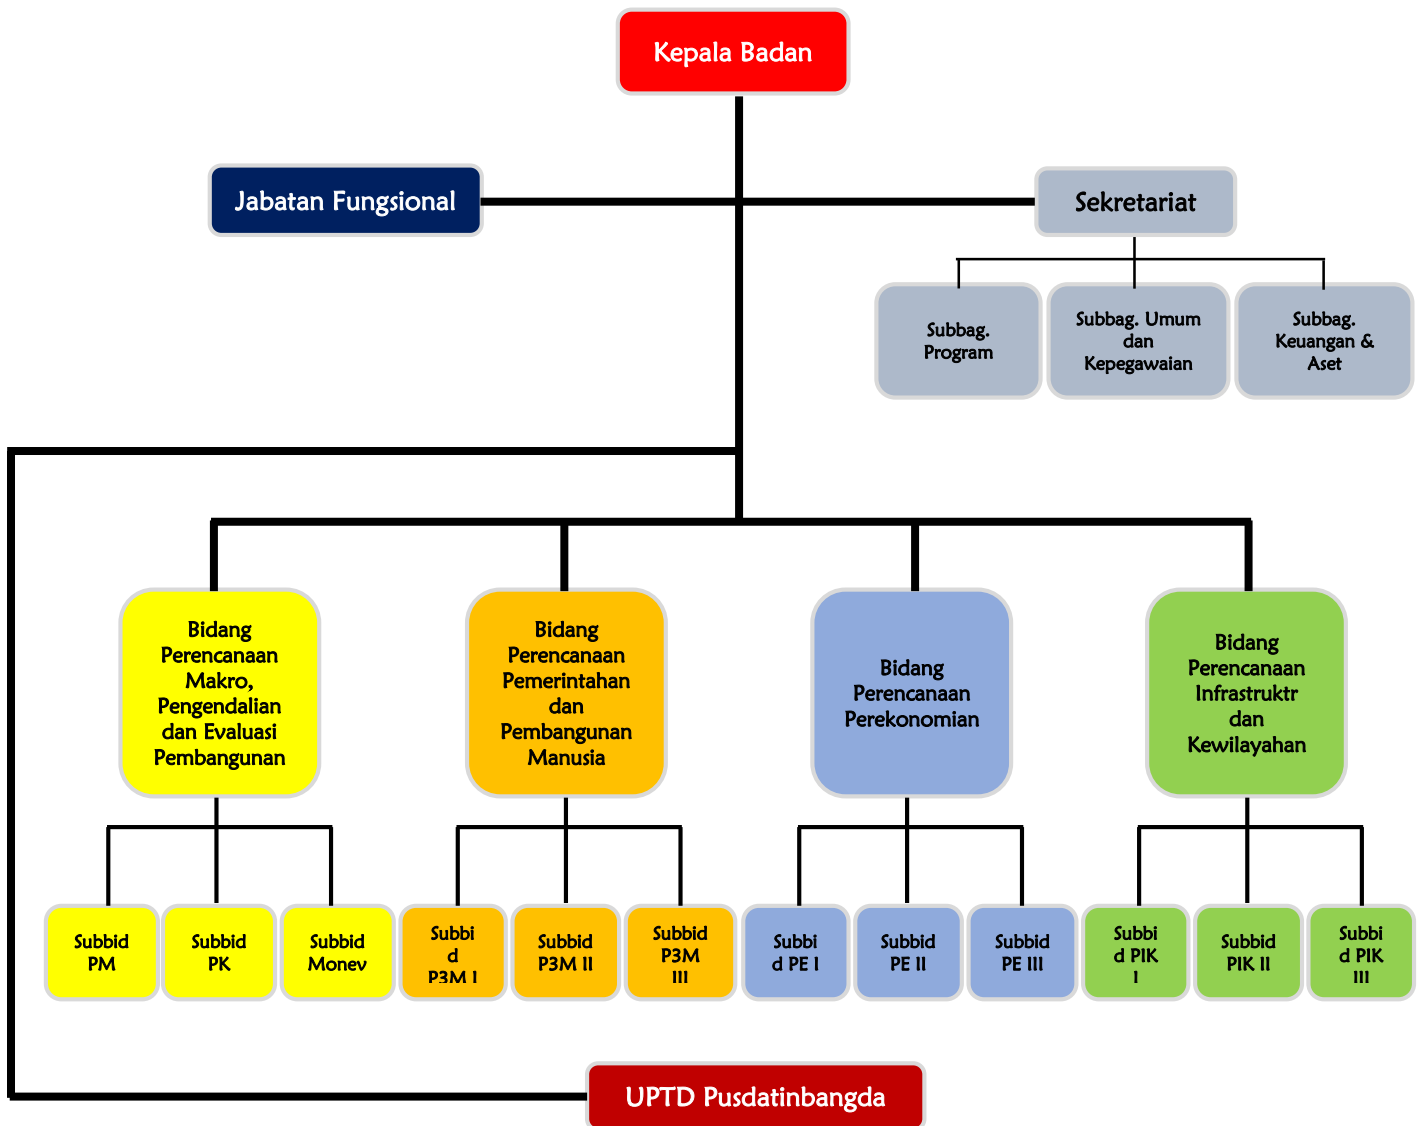 Kepala Badan
Jabatan Fungsional
Sekretariat
Subbag.
Program
Subbag. Umum
dan
Kepegawaian
Subbag.
Keuangan &
Aset
Bidang
Perencanaan
Makro,
Pengendalian
dan Evaluasi
Pembangunan
Bidang
Perencanaan
Pemerintahan
dan
Pembangunan
Manusia
Bidang
Perencanaan
Perekonomian
Bidang
Perencanaan
Infrastruktr
dan
Kewilayahan
Subbid
PM
Subbid
PK
Subbid
Monev
Subbi
d
P3M I
Subbid
P3M II
Subbid
P3M
III
Subbi
d PE I
Subbid
PE II
Subbid
PE III
Subbi
d PIK
I
Subbid
PIK II
Subbi
d PIK
III
UPTD Pusdatinbangda